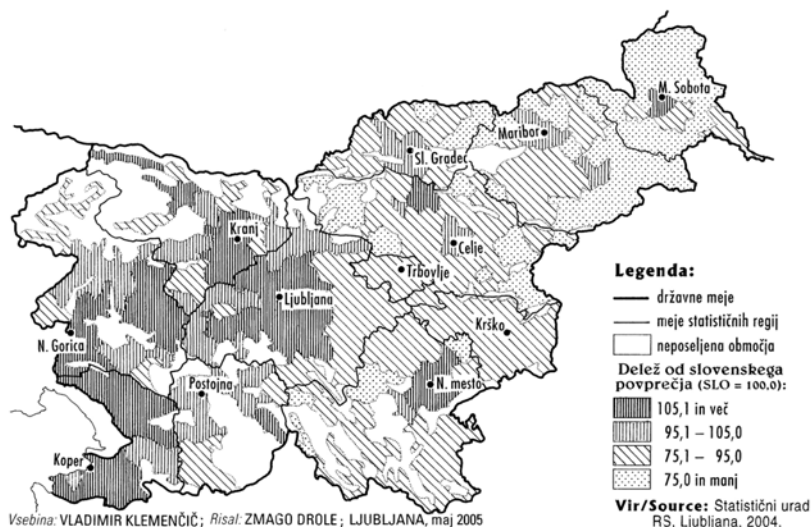 M. Sobota
Maribor
Sl. Gradec
Kranj
Celje
Trbovlje
Ljubljana
Krško
N. Gorica
N. mesto
Postojna
Koper
Legenda:
državne meje
meje statističnih regij
neposeljena območja
Delež od slovenskega
povprečja (SLO = 100,0):
105,1 in več
95,1 – 105,0
75,1 – 95,0
75,0 in manj
Vir/Source: Statistični urad
RS, Ljubljana, 2004.
Vsebina: VLADIMIR KLEMENČIČ; Risal: ZMAGO DROLE; LJUBLJANA, maj 2005